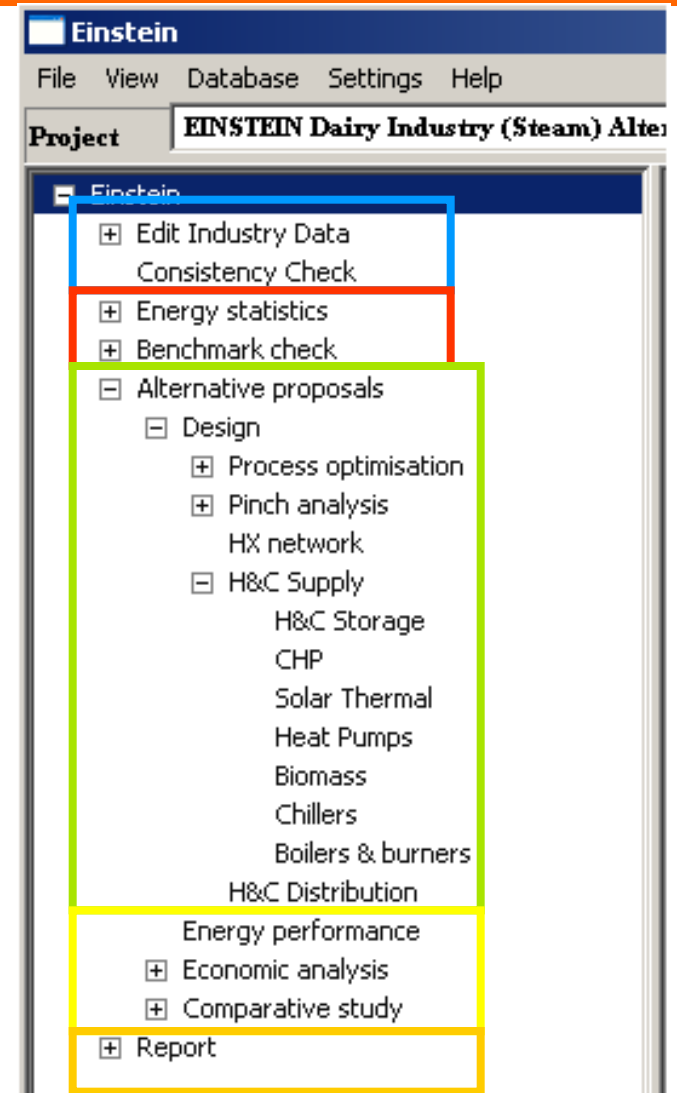 Einstein
File View Database Settings Help
Project EINSTEIN Dairy Industry (Steam) Alter
Einstein
Edit Industry Data
Consistency Check
Energy statistics
Benchmark check
Alternative proposals
Design
Process optimisation
Pinch analysis
HX network
H&C Supply
H&C Storage
CHP
Solar Thermal
Heat Pumps
Biomass
Chillers
Boilers & burners
H&C Distribution
Energy performance
Economic analysis
Comparative study
Report